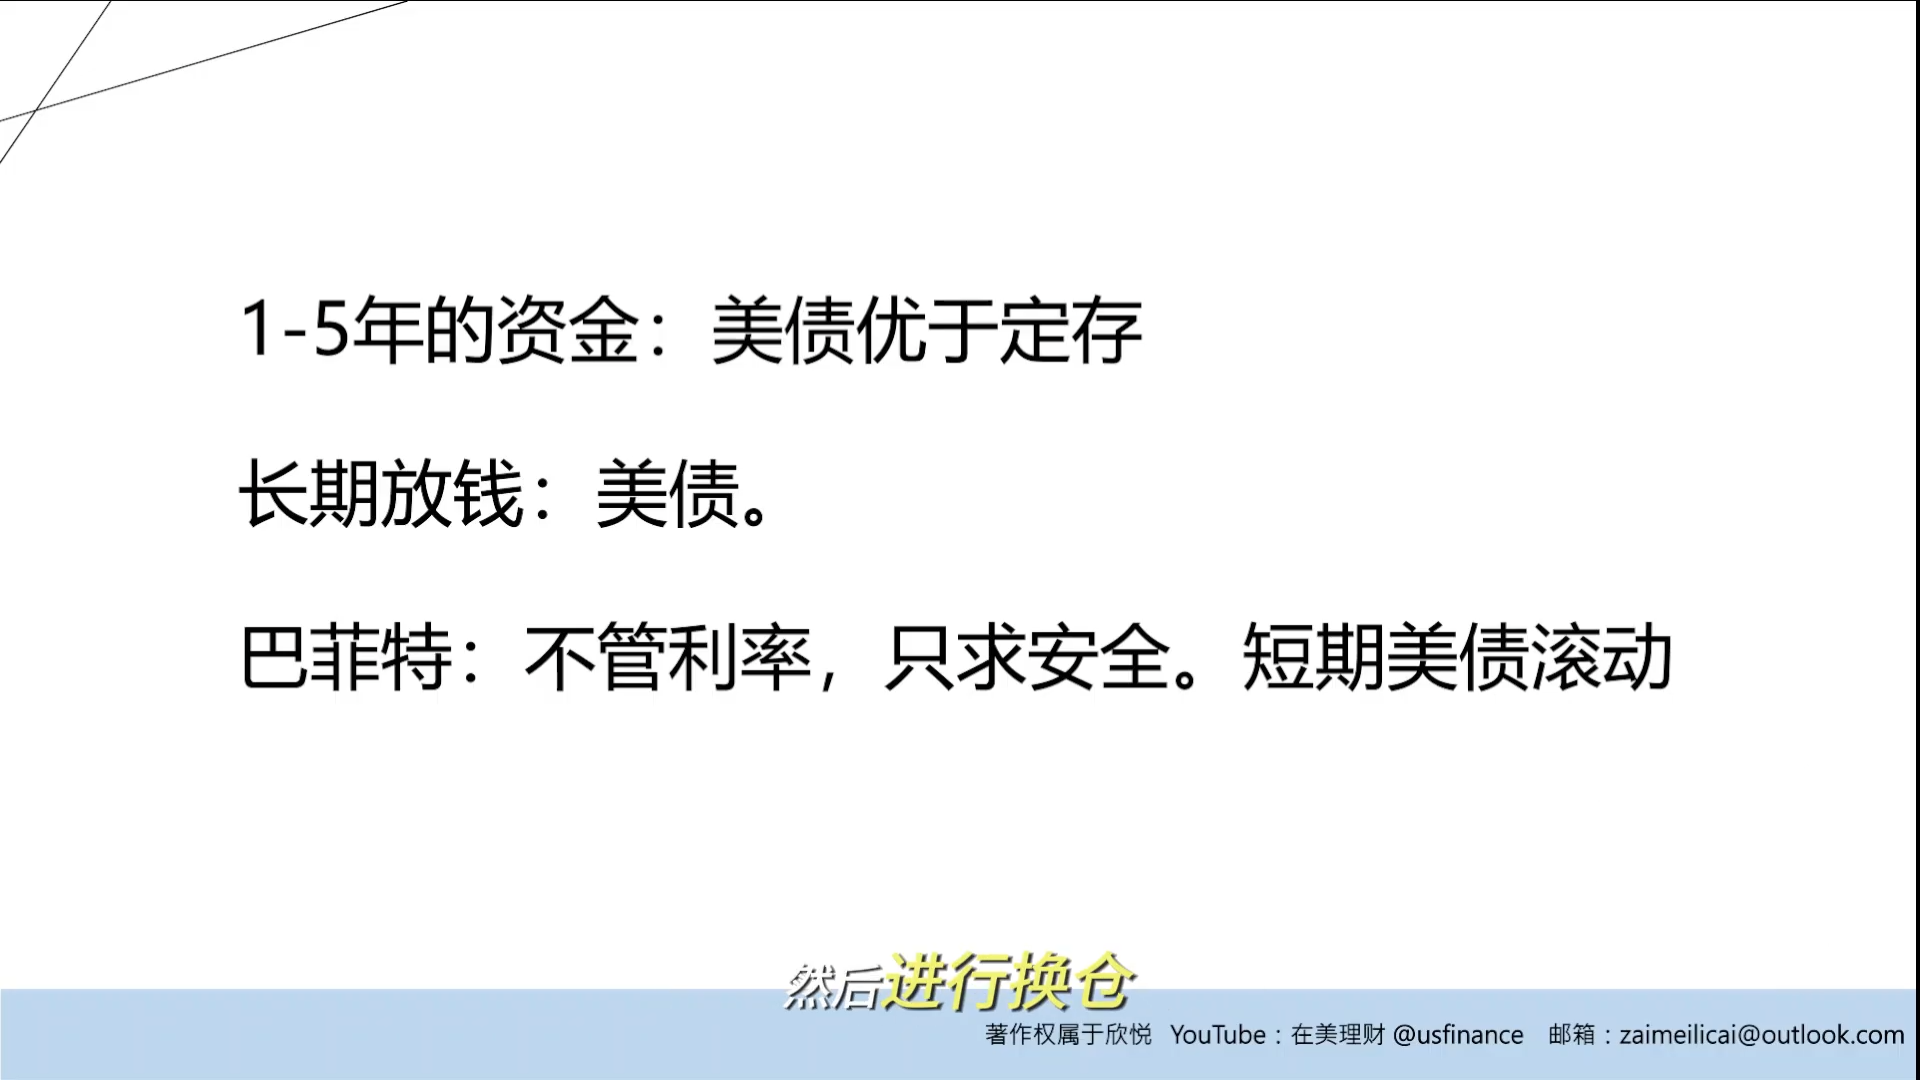 1-5年的资金：美债优于定存
长期放钱：美债。
巴菲特：不管利率，只求安全。短期美债滚动
然后进行换仓
著作权属于欣悦 YouTube：在美理财 @usfinance 邮箱：zaimeilicai@outlook.com